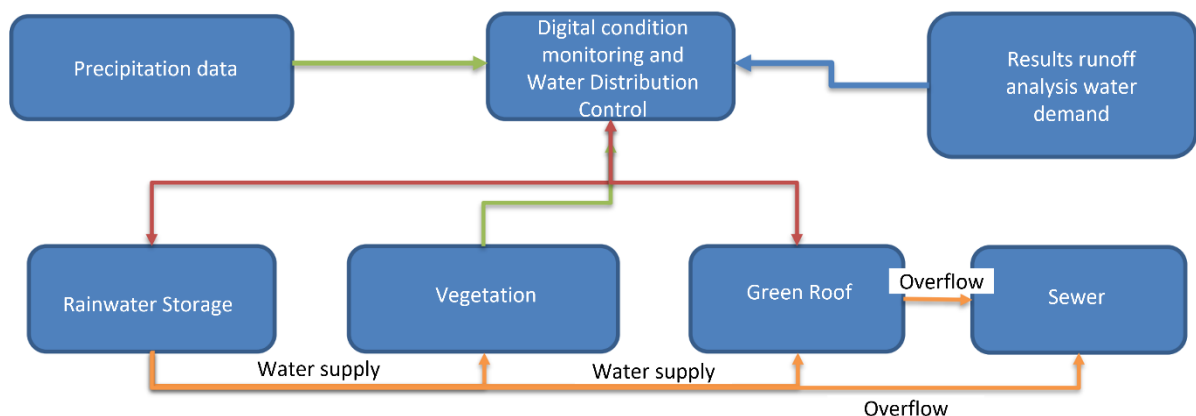 Precipitation data
Digital condition
monitoring and
Water Distribution
Control
Results runoff
analysis water
demand
Rainwater Storage
Vegetation
Green Roof
Overflow
Sewer
Water supply
Water supply
Overflow